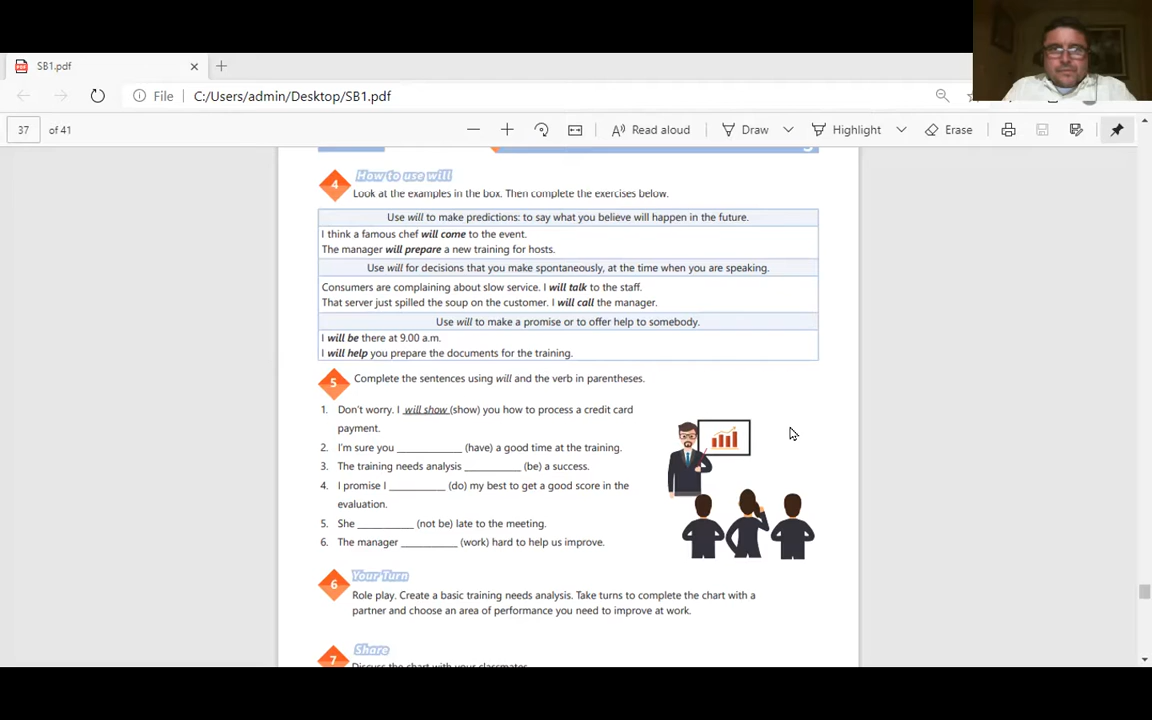 SB1.pdf
File
C:/Users/admin/Desktop/SB1.pdf
37 of 41
Read aloud
Draw
Highlight
Erase
4
How to use will
Look at the examples in the box. Then complete the exercises below.
Use will to make predictions: to say what you believe will happen in the future.
I think a famous chef will come to the event.
The manager will prepare a new training for hosts.
Use will for decisions that you make spontaneously, at the time when you are speaking.
Consumers are complaining about slow service. I will talk to the staff.
That server just spilled the soup on the customer. I will call the manager.
Use will to make a promise or to offer help to somebody.
I will be there at 9.00 a.m.
I will help you prepare the documents for the training.
5
Complete the sentences using will and the verb in parentheses.
1. Don't worry. I will show (show) you how to process a credit card
payment.
2. I'm sure you ____________ (have) a good time at the training.
3. The training needs analysis __________ (be) a success.
4. I promise I __________ (do) my best to get a good score in the
evaluation.
5. She __________ (not be) late to the meeting.
6. The manager __________ (work) hard to help us improve.
6
Your Turn
Role play. Create a basic training needs analysis. Take turns to complete the chart with a
partner and choose an area of performance you need to improve at work.
7
Share
Discuss the chart with your classmates